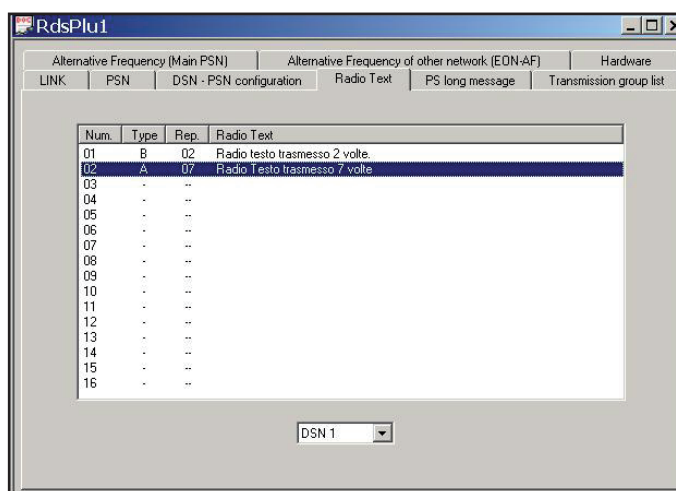 RdsPlu1
Alternative Frequency (Main PSN) Alternative Frequency of other network (EON-AF) Hardware
LINK PSN DSN - PSN configuration Radio Text PS long message Transmission group list
Num. Type Rep. Radio Text
01 B 02 Radio testo trasmesso 2 volte.
02 A 07 Radio Testo trasmesso 7 volte
03 - --
04 - --
05 - --
06 - --
07 - --
08 - --
09 - --
10 - --
11 - --
12 - --
13 - --
14 - --
15 - --
16 - --
DSN 1